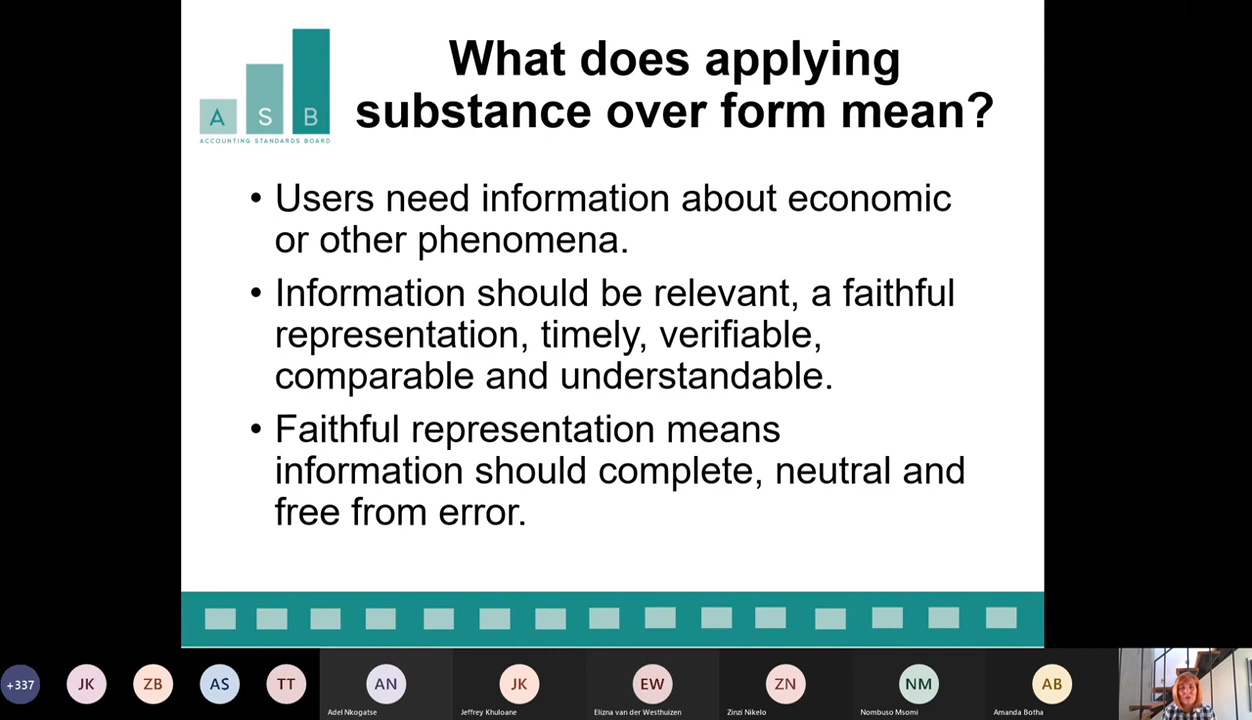 What does applying
substance over form mean?
A S B
ACCOUNTING STANDARDS BOARD
• Users need information about economic
or other phenomena.
• Information should be relevant, a faithful
representation, timely, verifiable,
comparable and understandable.
• Faithful representation means
information should complete, neutral and
free from error.
+337 JK ZB AS TT AN JK EW ZN NM AB
Adel Nkogatse Jeffrey Khuloane Elizna van der Westhuizen Zinzi Nikelo Nombuso Msomi Amanda Botha